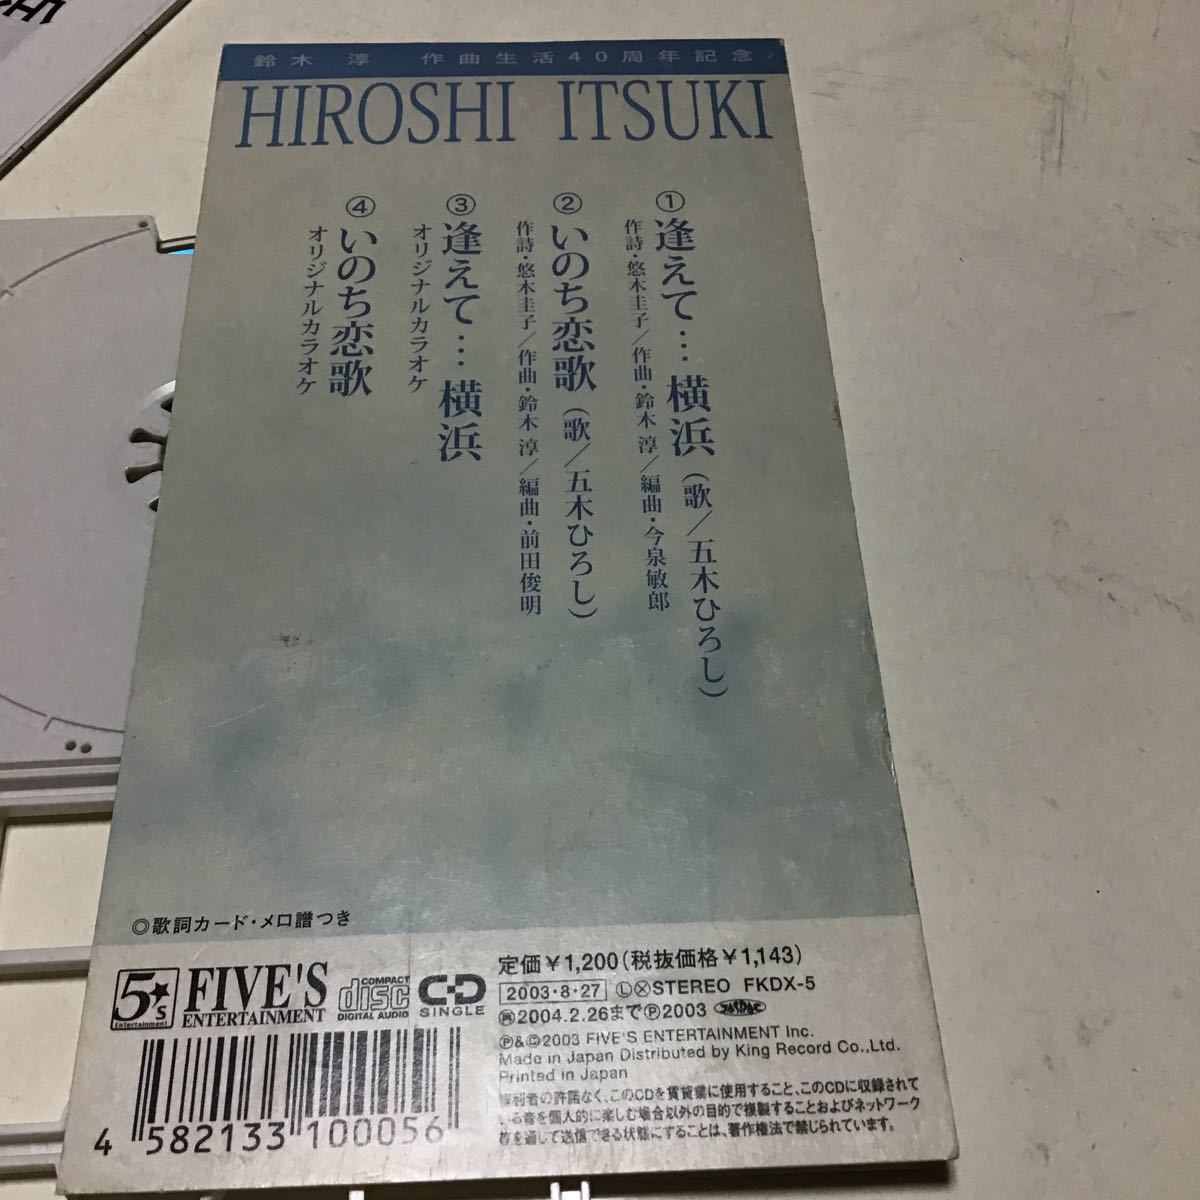 鈴木 淳 作曲生活40周年記念
HIROSHI ITSUKI
①逢えて…横浜(歌/五木ひろし)
作詩・悠木圭子/作曲・鈴木 淳/編曲・今泉敏郎
②いのち恋歌(歌/五木ひろし)
作詩・悠木圭子/作曲・鈴木 淳/編曲・前田俊明
③逢えて…横浜
オリジナルカラオケ
④いのち恋歌
オリジナルカラオケ
◎歌詞カード・メロ譜つき
5★s
Entertainment
FIVE'S
ENTERTAINMENT
COMPACT
disc
DIGITAL AUDIO
CD
SINGLE
定価¥1,200(税抜価格¥1,143)
2003・8・27 ⓁⓍSTEREO FKDX-5
2004.2.26までⓅ2003 JASRAC
Ⓟ&©2003 FIVE'S ENTERTAINMENT Inc.
Made in Japan Distributed by King Record Co.,Ltd.
Printed in Japan
権利者の許諾なく、このCDを賃貸業に使用すること、このCDに収録されて
いる音を個人的に楽しむ場合以外の目的で複製することおよびネットワーク
等を通して送信できる状態にすることは、著作権法で禁じられています。
4 582133 100056